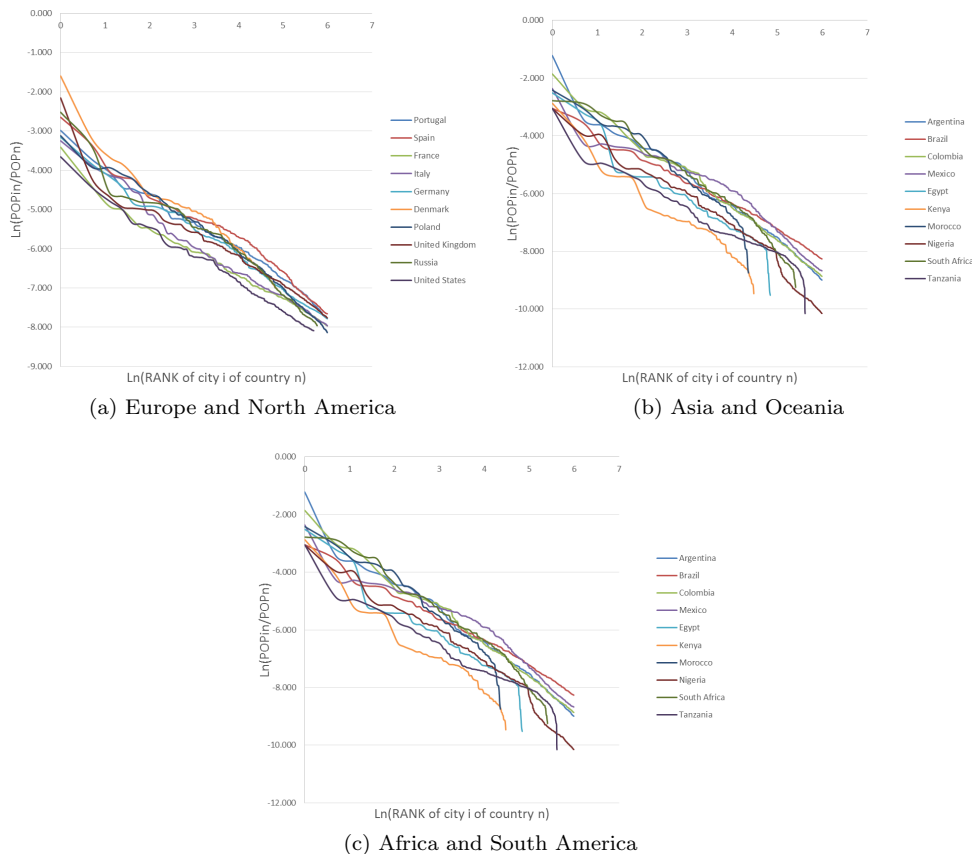 0.000
-1.000
-2.000
-3.000
-4.000
-5.000
-6.000
-7.000
-8.000
-9.000
0 1 2 3 4 5 6 7
Ln(POPin/POPn)
Ln(RANK of city i of country n)
Portugal
Spain
France
Italy
Germany
Denmark
Poland
United Kingdom
Russia
United States
(a) Europe and North America
0.000
-2.000
-4.000
-6.000
-8.000
-10.000
-12.000
0 1 2 3 4 5 6 7
Ln(POPin/POPn)
Ln(RANK of city i of country n)
Argentina
Brazil
Colombia
Mexico
Egypt
Kenya
Morocco
Nigeria
South Africa
Tanzania
(b) Asia and Oceania
0.000
-2.000
-4.000
-6.000
-8.000
-10.000
-12.000
0 1 2 3 4 5 6 7
Ln(POPin/POPn)
Ln(RANK of city i of country n)
Argentina
Brazil
Colombia
Mexico
Egypt
Kenya
Morocco
Nigeria
South Africa
Tanzania
(c) Africa and South America